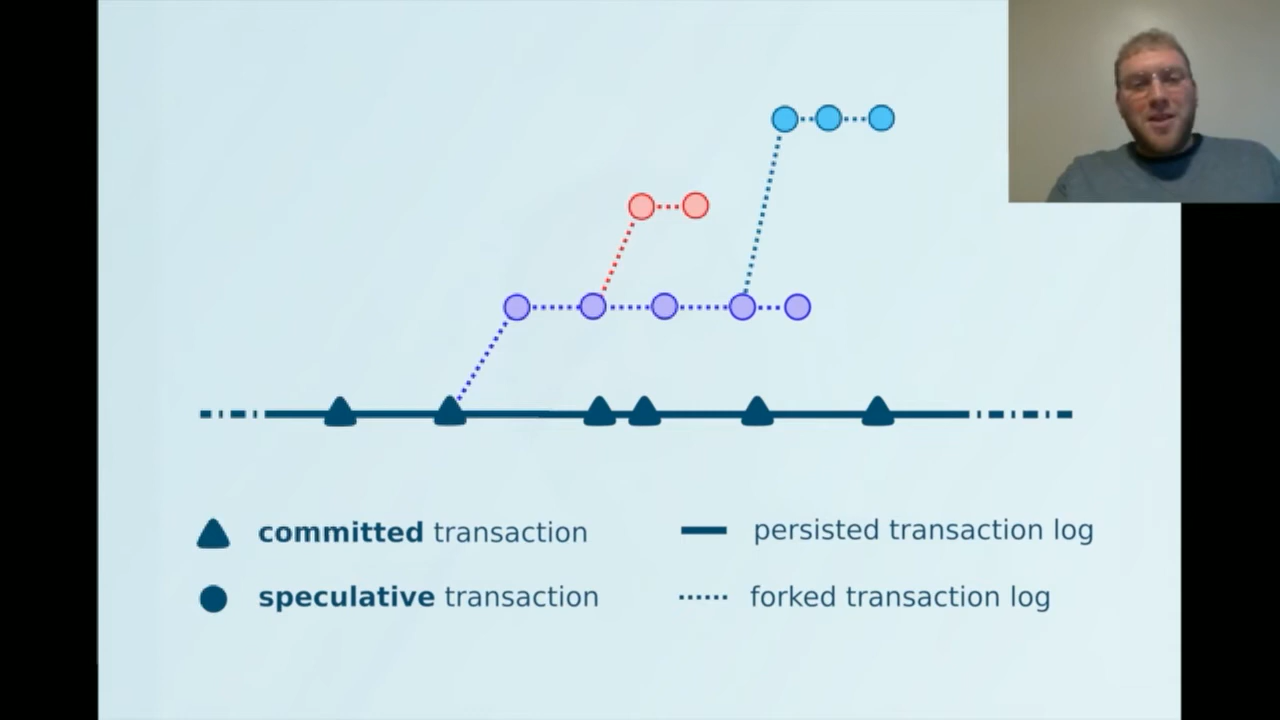 committed transaction
persisted transaction log
speculative transaction
forked transaction log